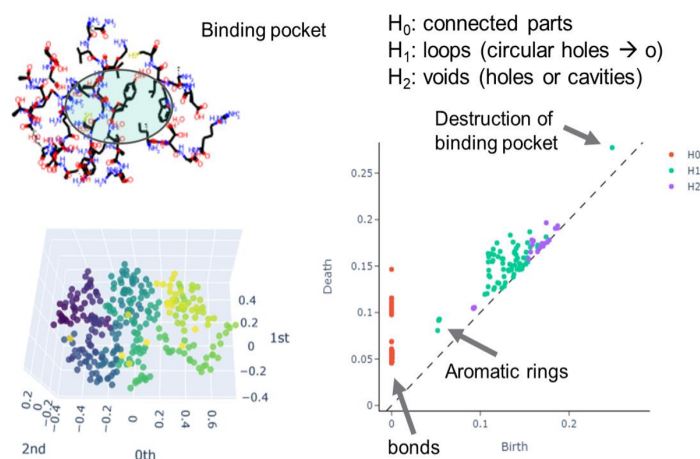 Binding pocket
H₀: connected parts
H₁: loops (circular holes → o)
H₂: voids (holes or cavities)
Destruction of
binding pocket
H0
H1
H2
0.25
0.2
0.15
0.1
0.05
0
Death
Aromatic rings
bonds
0
0.1
0.2
Birth
0.4
0.2
0
−0.2
−0.4
1st
0.2
0
−0.2
−0.4
2nd
−0.4
−0.2
0
0.2
0.4
0.6
0th